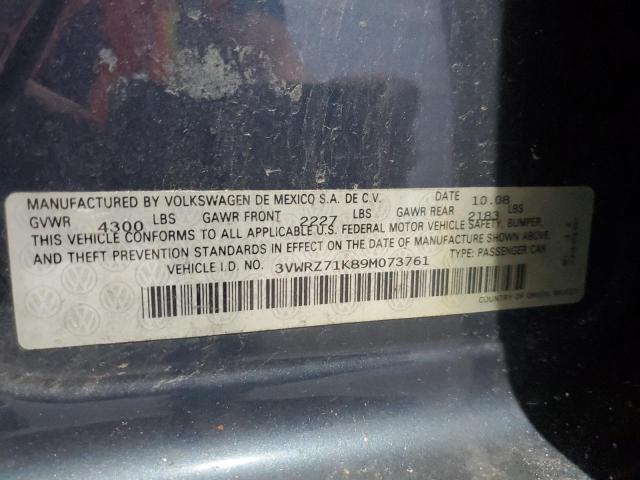 MANUFACTURED BY VOLKSWAGEN DE MEXICO S.A. DE C.V. DATE 10.08
GVWR 4300 LBS GAWR FRONT 2227 LBS GAWR REAR 2183 LBS
THIS VEHICLE CONFORMS TO ALL APPLICABLE U.S. FEDERAL MOTOR VEHICLE SAFETY, BUMPER,
AND THEFT PREVENTION STANDARDS IN EFFECT ON THE DATE OF MANUFACTURE SHOWN ABOVE.
VEHICLE I.D. NO. 3VWRZ71K89M073761 TYPE: PASSENGER CAR
COUNTRY OF ORIGIN: MEXICO